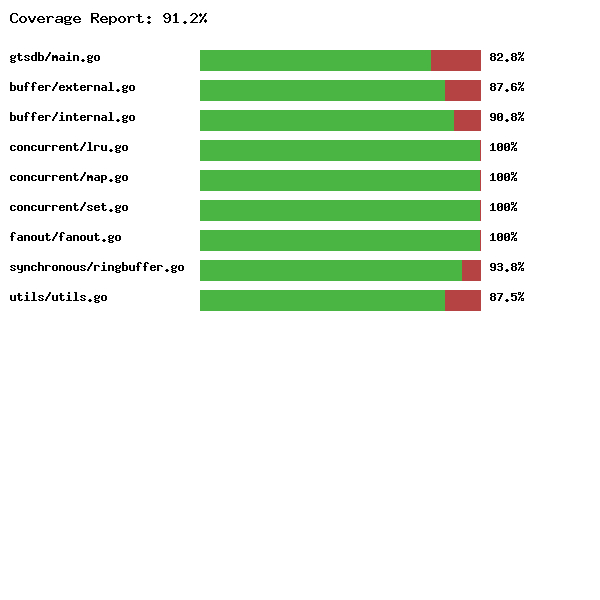 Coverage Report: 91.2%
gtsdb/main.go 82.8%
buffer/external.go 87.6%
buffer/internal.go 90.8%
concurrent/lru.go 100%
concurrent/map.go 100%
concurrent/set.go 100%
fanout/fanout.go 100%
synchronous/ringbuffer.go 93.8%
utils/utils.go 87.5%